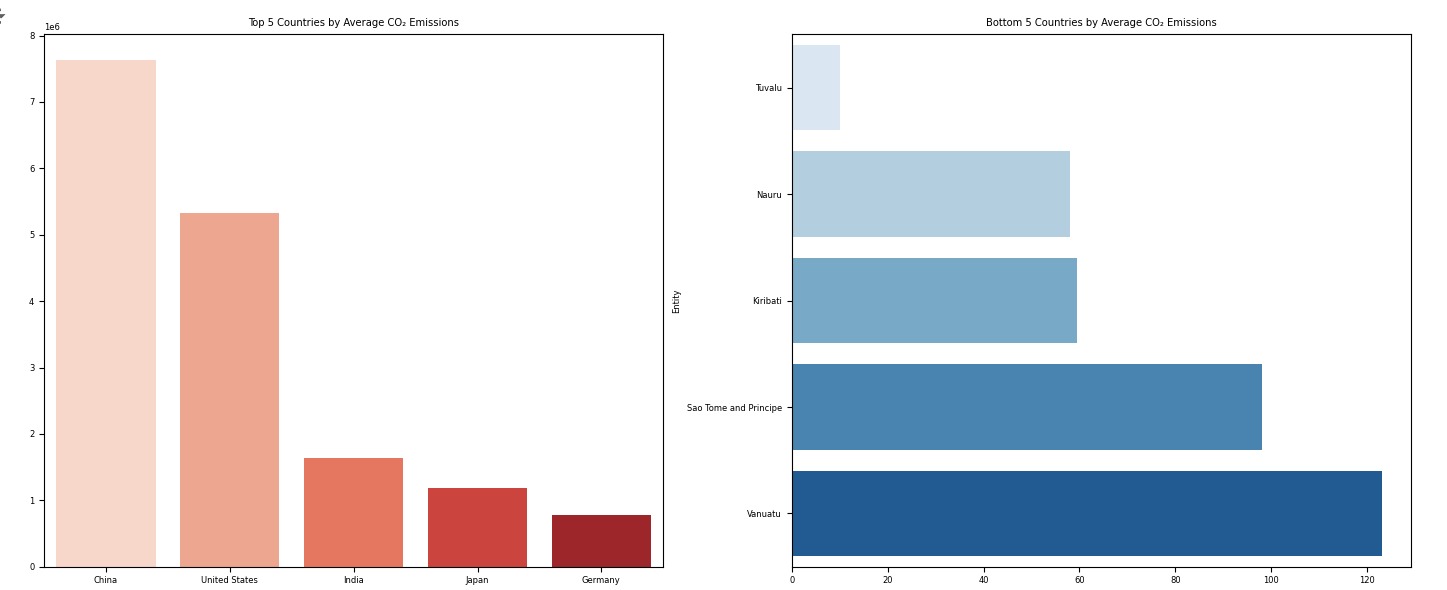 Top 5 Countries by Average CO₂ Emissions
1e6
8
7
6
5
4
3
2
1
0
China United States India Japan Germany
Bottom 5 Countries by Average CO₂ Emissions
Entity
Tuvalu
Nauru
Kiribati
Sao Tome and Principe
Vanuatu
0 20 40 60 80 100 120